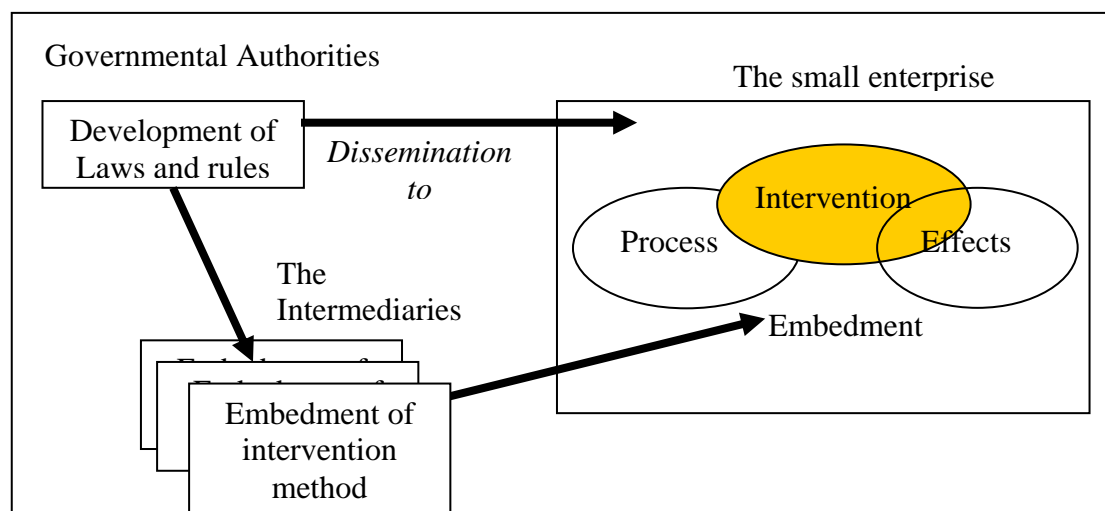 Governmental Authorities
The small enterprise
Development of
Laws and rules
Dissemination
to
Intervention
Process
Effects
Embedment
The
Intermediaries
Embedment of
intervention
method